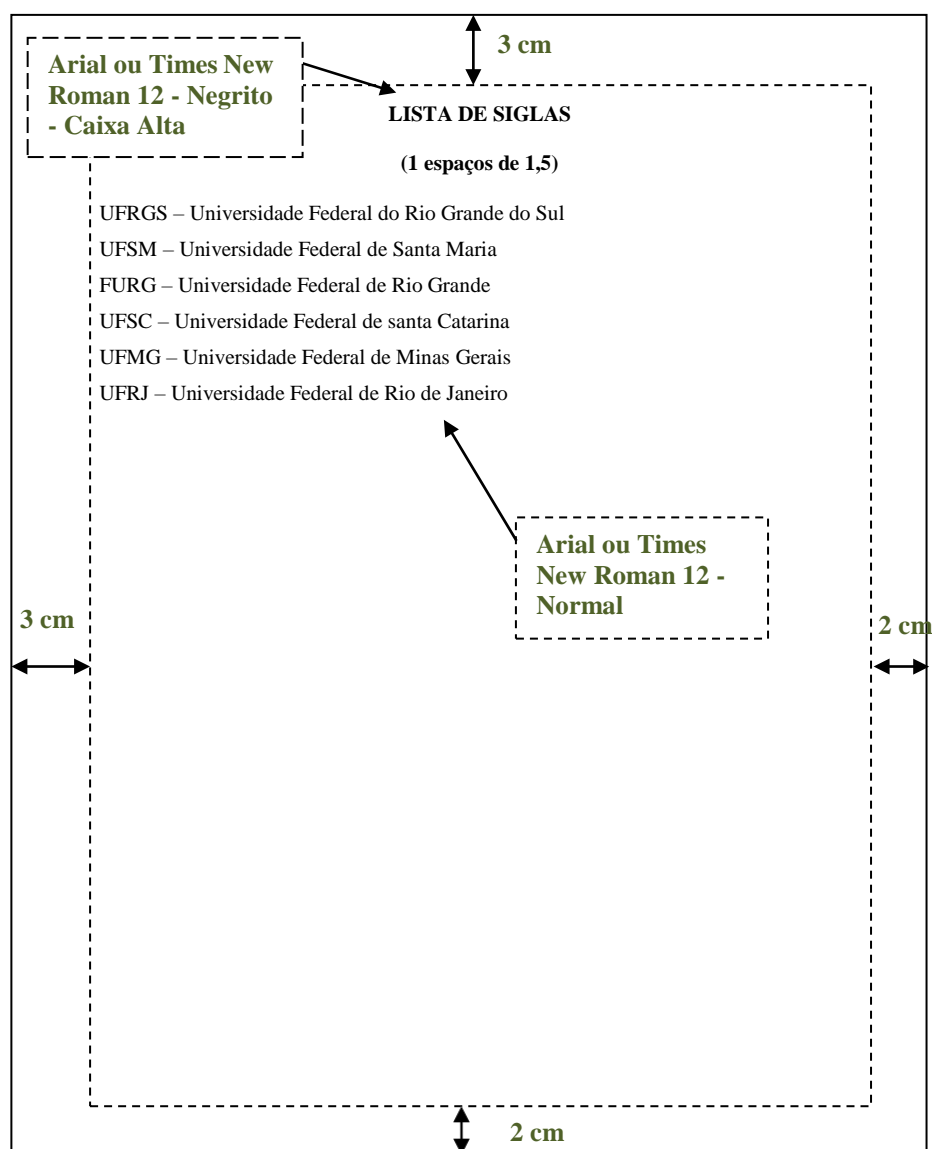 3 cm
Arial ou Times New
Roman 12 - Negrito
- Caixa Alta
LISTA DE SIGLAS
(1 espaços de 1,5)
UFRGS – Universidade Federal do Rio Grande do Sul
UFSM – Universidade Federal de Santa Maria
FURG – Universidade Federal de Rio Grande
UFSC – Universidade Federal de santa Catarina
UFMG – Universidade Federal de Minas Gerais
UFRJ – Universidade Federal de Rio de Janeiro
Arial ou Times
New Roman 12 -
Normal
3 cm
2 cm
2 cm